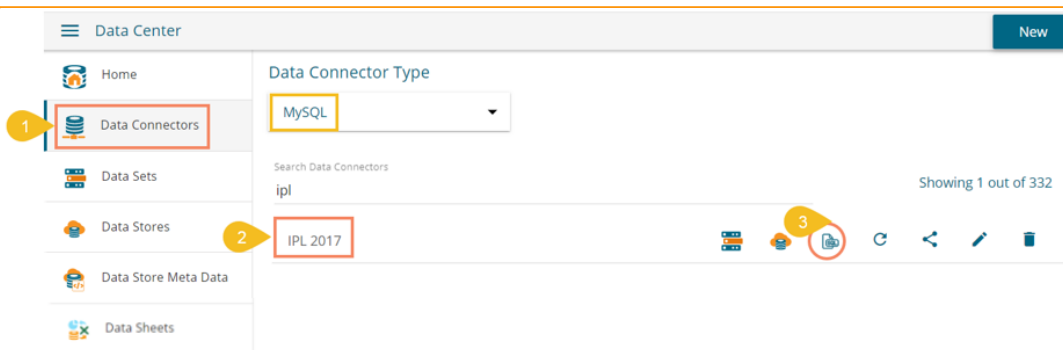 Data Center
New
Home
Data Connector Type
1
Data Connectors
MySQL
Data Sets
Search Data Connectors
ipl
Showing 1 out of 332
Data Stores
2
IPL 2017
3
Data Store Meta Data
Data Sheets